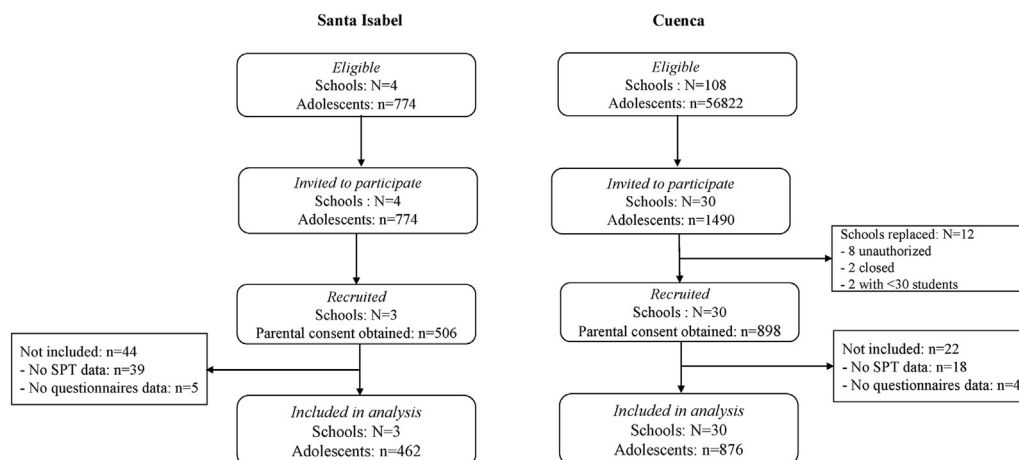 Santa Isabel
Eligible
Schools: N=4
Adolescents: n=774
Invited to participate
Schools : N=4
Adolescents: n=774
Recruited
Schools: N=3
Parental consent obtained: n=506
Not included: n=44
- No SPT data: n=39
- No questionnaires data: n=5
Included in analysis
Schools: N=3
Adolescents: n=462
Cuenca
Eligible
Schools : N=108
Adolescents: n=56822
Invited to participate
Schools: N=30
Adolescents: n=1490
Schools replaced: N=12
- 8 unauthorized
- 2 closed
- 2 with <30 students
Recruited
Schools : N=30
Parental consent obtained: n=898
Not included: n=22
- No SPT data: n=18
- No questionnaires data: n=4
Included in analysis
Schools: N=30
Adolescents: n=876